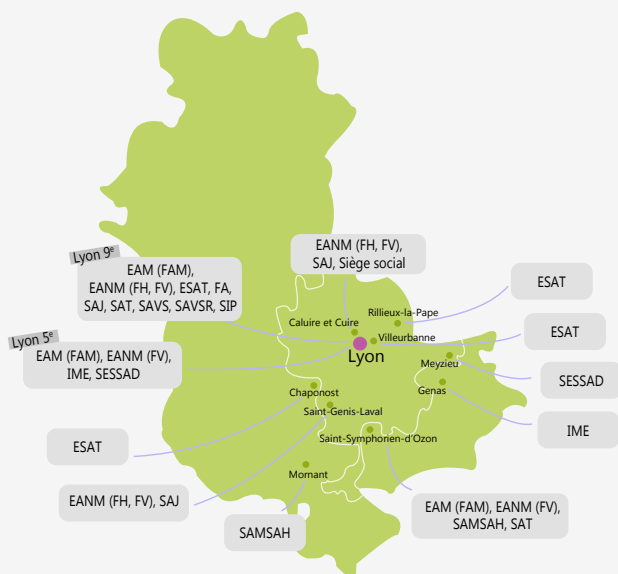 Lyon 9e
EAM (FAM),
EANM (FH, FV), ESAT, FA,
SAJ, SAT, SAVS, SAVSR, SIP
EANM (FH, FV),
SAJ, Siège social
ESAT
Rillieux-la-Pape
Caluire et Cuire
Villeurbanne
ESAT
Lyon
Lyon 5e
EAM (FAM), EANM (FV),
IME, SESSAD
Meyzieu
SESSAD
Genas
Chaponost
Saint-Genis-Laval
IME
Saint-Symphorien-d'Ozon
ESAT
Mornant
EANM (FH, FV), SAJ
EAM (FAM), EANM (FV),
SAMSAH, SAT
SAMSAH